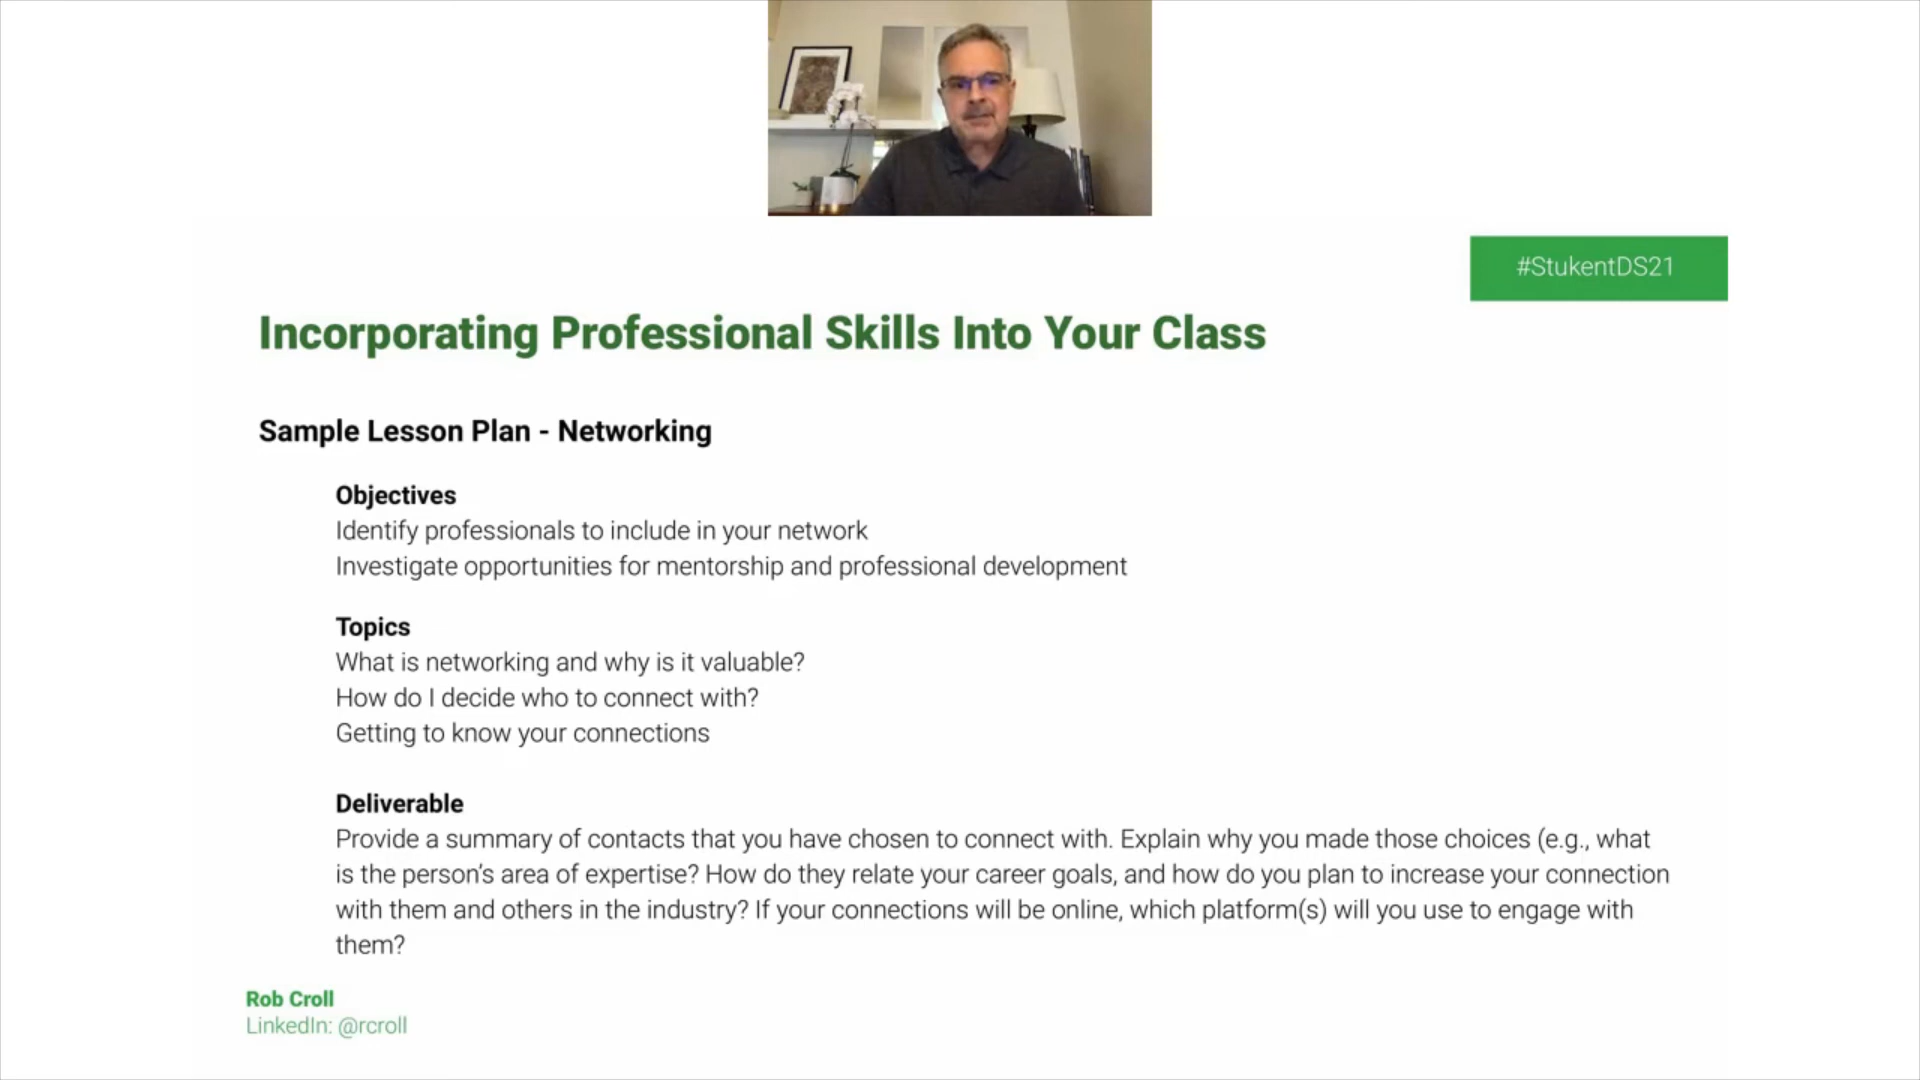 #StukentDS21
Incorporating Professional Skills Into Your Class
Sample Lesson Plan - Networking
Objectives
Identify professionals to include in your network
Investigate opportunities for mentorship and professional development
Topics
What is networking and why is it valuable?
How do I decide who to connect with?
Getting to know your connections
Deliverable
Provide a summary of contacts that you have chosen to connect with. Explain why you made those choices (e.g., what
is the person’s area of expertise? How do they relate your career goals, and how do you plan to increase your connection
with them and others in the industry? If your connections will be online, which platform(s) will you use to engage with
them?
Rob Croll
LinkedIn: @rcroll